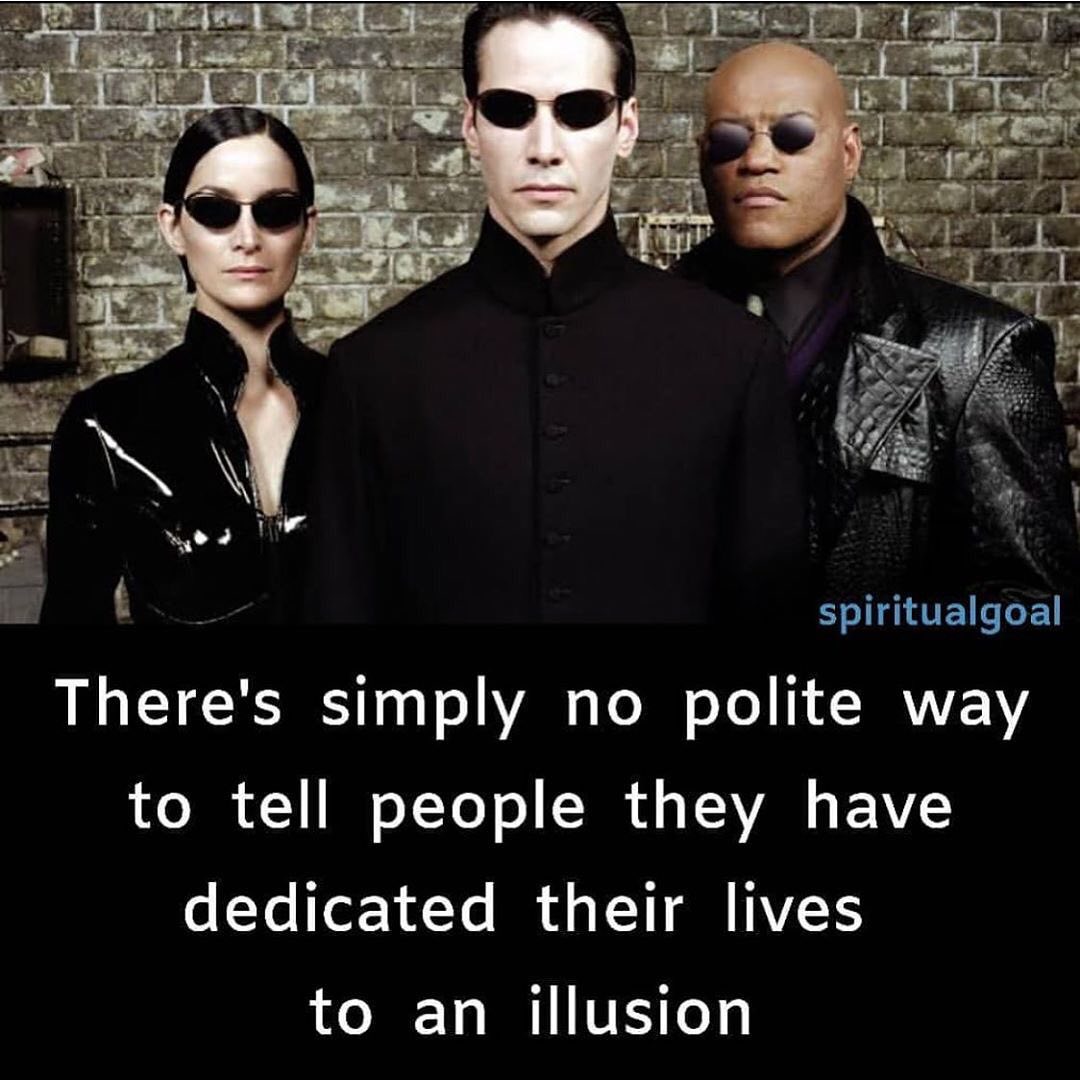 spiritualgoal
There's simply no polite way
to tell people they have
dedicated their lives
to an illusion